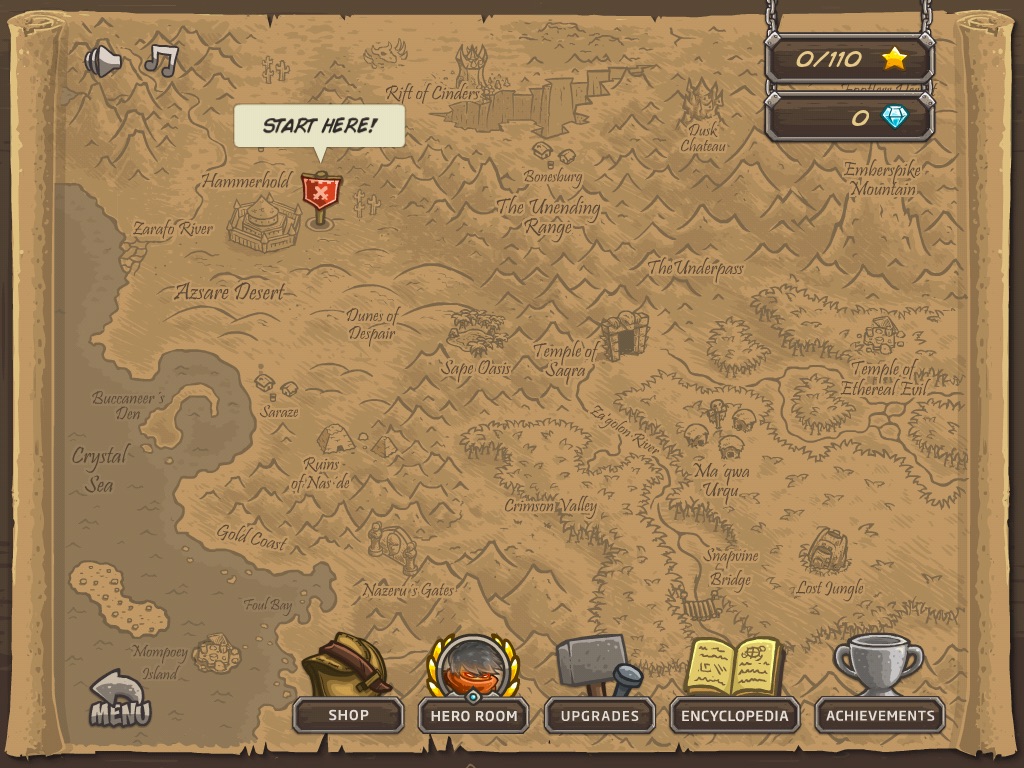 0/110
Rift of Cinders
START HERE!
0
Dusk
Chateau
Bonesburg
Emberspike
Mountain
Hammerhold
The Unending
Range
Zarafo River
The Underpass
Azsare Desert
Dunes of
Despair
Temple of
Saqra
Sape Oasis
Temple of
Ethereal Evil
Buccaneer's
Den
Saraze
Za'golon River
Crystal
Sea
Ruins
of Nas'de
Ma'qwa
Urqu
Crimson Valley
Gold Coast
Snapvine
Bridge
Nazeru's Gates
Lost Jungle
Foul Bay
Mompoey
Island
MENU
SHOP
HERO ROOM
UPGRADES
ENCYCLOPEDIA
ACHIEVEMENTS